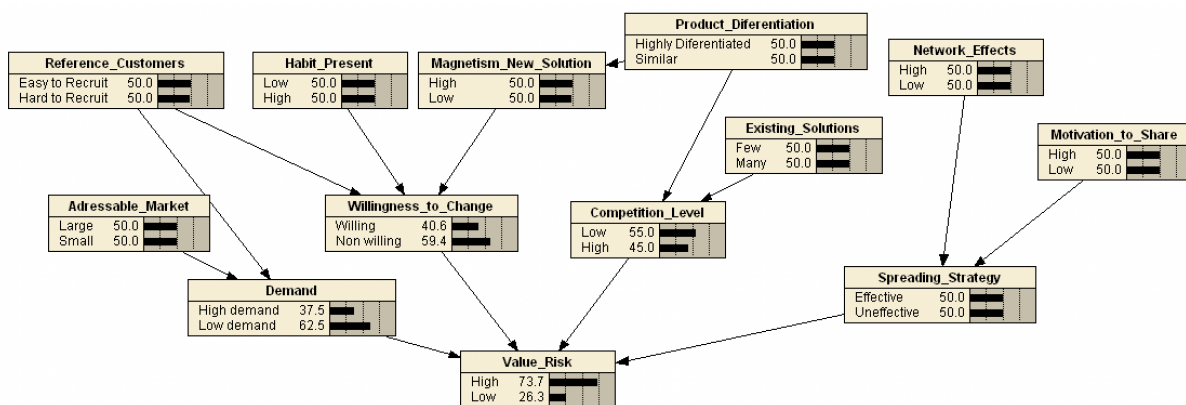 Product_Diferentiation
Highly Diferentiated 50.0
Similar 50.0
Network_Effects
High 50.0
Low 50.0
Reference_Customers
Easy to Recruit 50.0
Hard to Recruit 50.0
Habit_Present
Low 50.0
High 50.0
Magnetism_New_Solution
High 50.0
Low 50.0
Existing_Solutions
Few 50.0
Many 50.0
Motivation_to_Share
High 50.0
Low 50.0
Adressable_Market
Large 50.0
Small 50.0
Willingness_to_Change
Willing 40.6
Non willing 59.4
Competition_Level
Low 55.0
High 45.0
Spreading_Strategy
Effective 50.0
Uneffective 50.0
Demand
High demand 37.5
Low demand 62.5
Value_Risk
High 73.7
Low 26.3